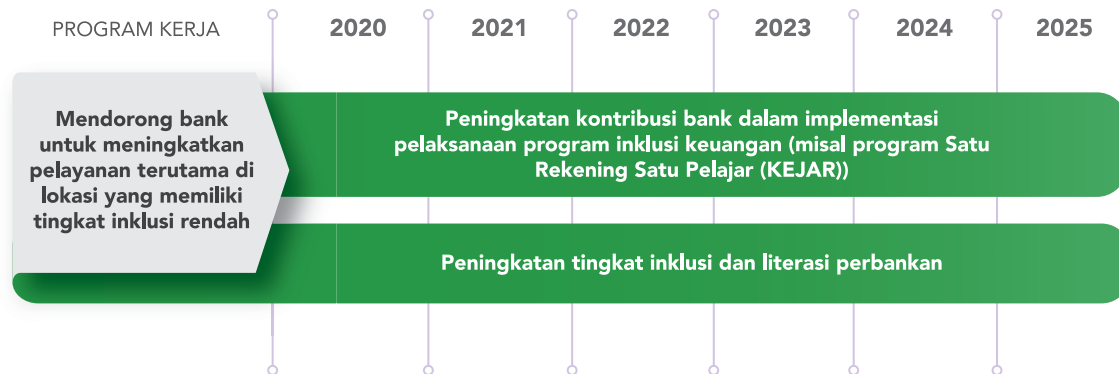 PROGRAM KERJA 2020 2021 2022 2023 2024 2025
Mendorong bank
untuk meningkatkan
pelayanan terutama di
lokasi yang memiliki
tingkat inklusi rendah
Peningkatan kontribusi bank dalam implementasi
pelaksanaan program inklusi keuangan (misal program Satu
Rekening Satu Pelajar (KEJAR))
Peningkatan tingkat inklusi dan literasi perbankan